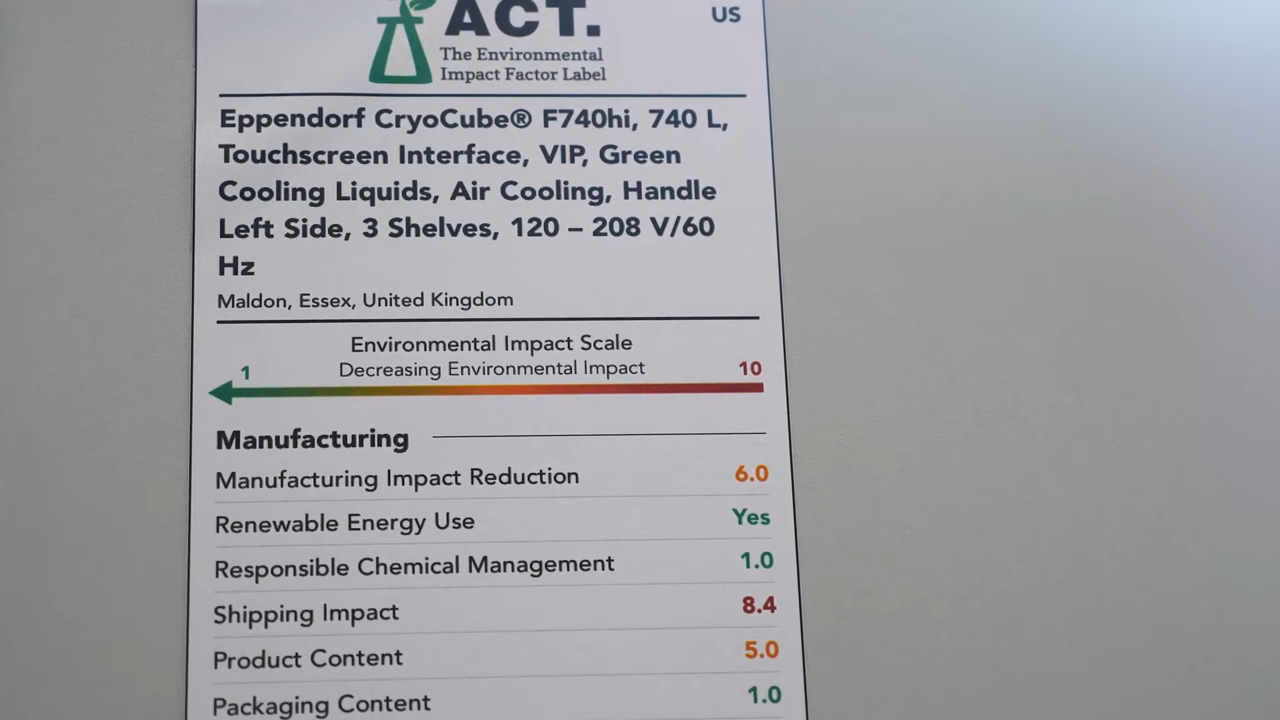 ACT.
US
The Environmental
Impact Factor Label
Eppendorf CryoCube® F740hi, 740 L,
Touchscreen Interface, VIP, Green
Cooling Liquids, Air Cooling, Handle
Left Side, 3 Shelves, 120 – 208 V/60
Hz
Maldon, Essex, United Kingdom
Environmental Impact Scale
1 Decreasing Environmental Impact 10
Manufacturing
Manufacturing Impact Reduction 6.0
Renewable Energy Use Yes
Responsible Chemical Management 1.0
Shipping Impact 8.4
Product Content 5.0
Packaging Content 1.0